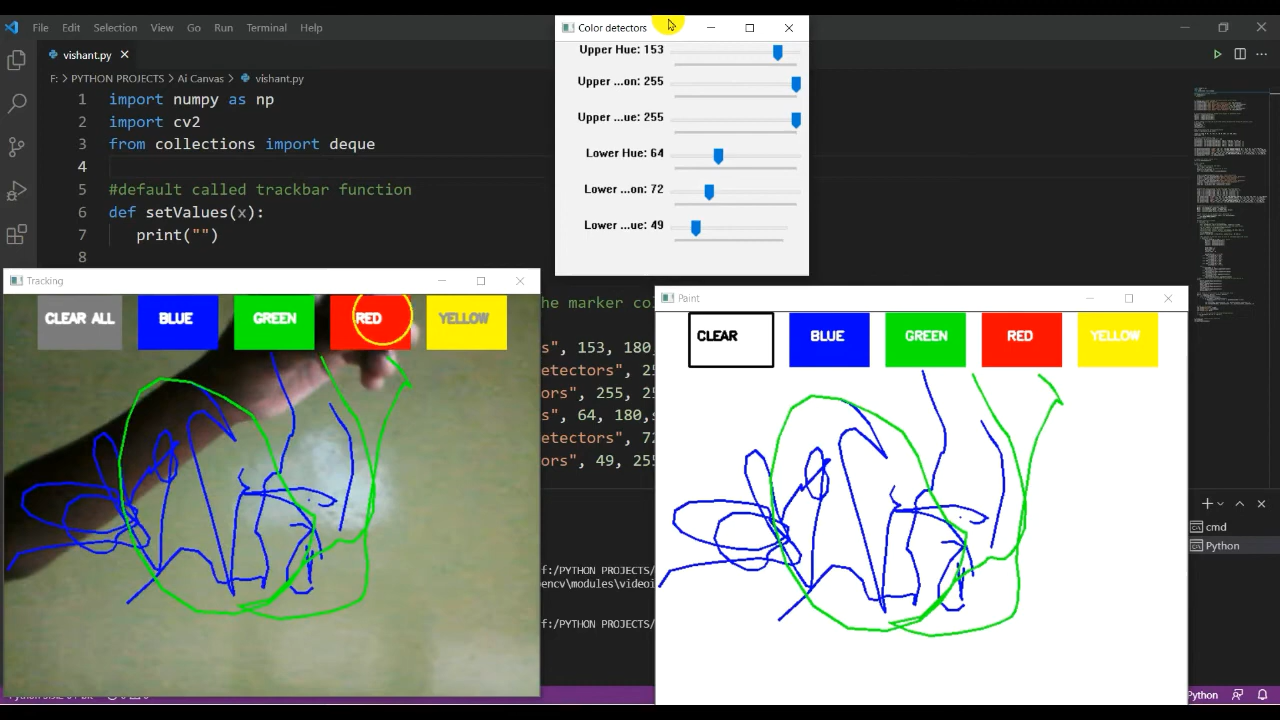 File Edit Selection View Go Run Terminal Help
vishant.py
F: > PYTHON PROJECTS > Ai Canvas > vishant.py
1 import numpy as np
2 import cv2
3 from collections import deque
4
5 #default called trackbar function
6 def setValues(x):
7 print("")
8
Color detectors
Upper Hue: 153
Upper ...on: 255
Upper ...ue: 255
Lower Hue: 64
Lower ...on: 72
Lower ...ue: 49
Tracking
CLEAR ALL BLUE GREEN RED YELLOW
he marker co
s", 153, 180,
etectors", 25
ors", 255, 25
s", 64, 180,s
etectors", 72
ors", 49, 255
f:/PYTHON PROJECTS/
encv\modules\videoi
f:/PYTHON PROJECTS/
Paint
CLEAR BLUE GREEN RED YELLOW
cmd
Python
Python